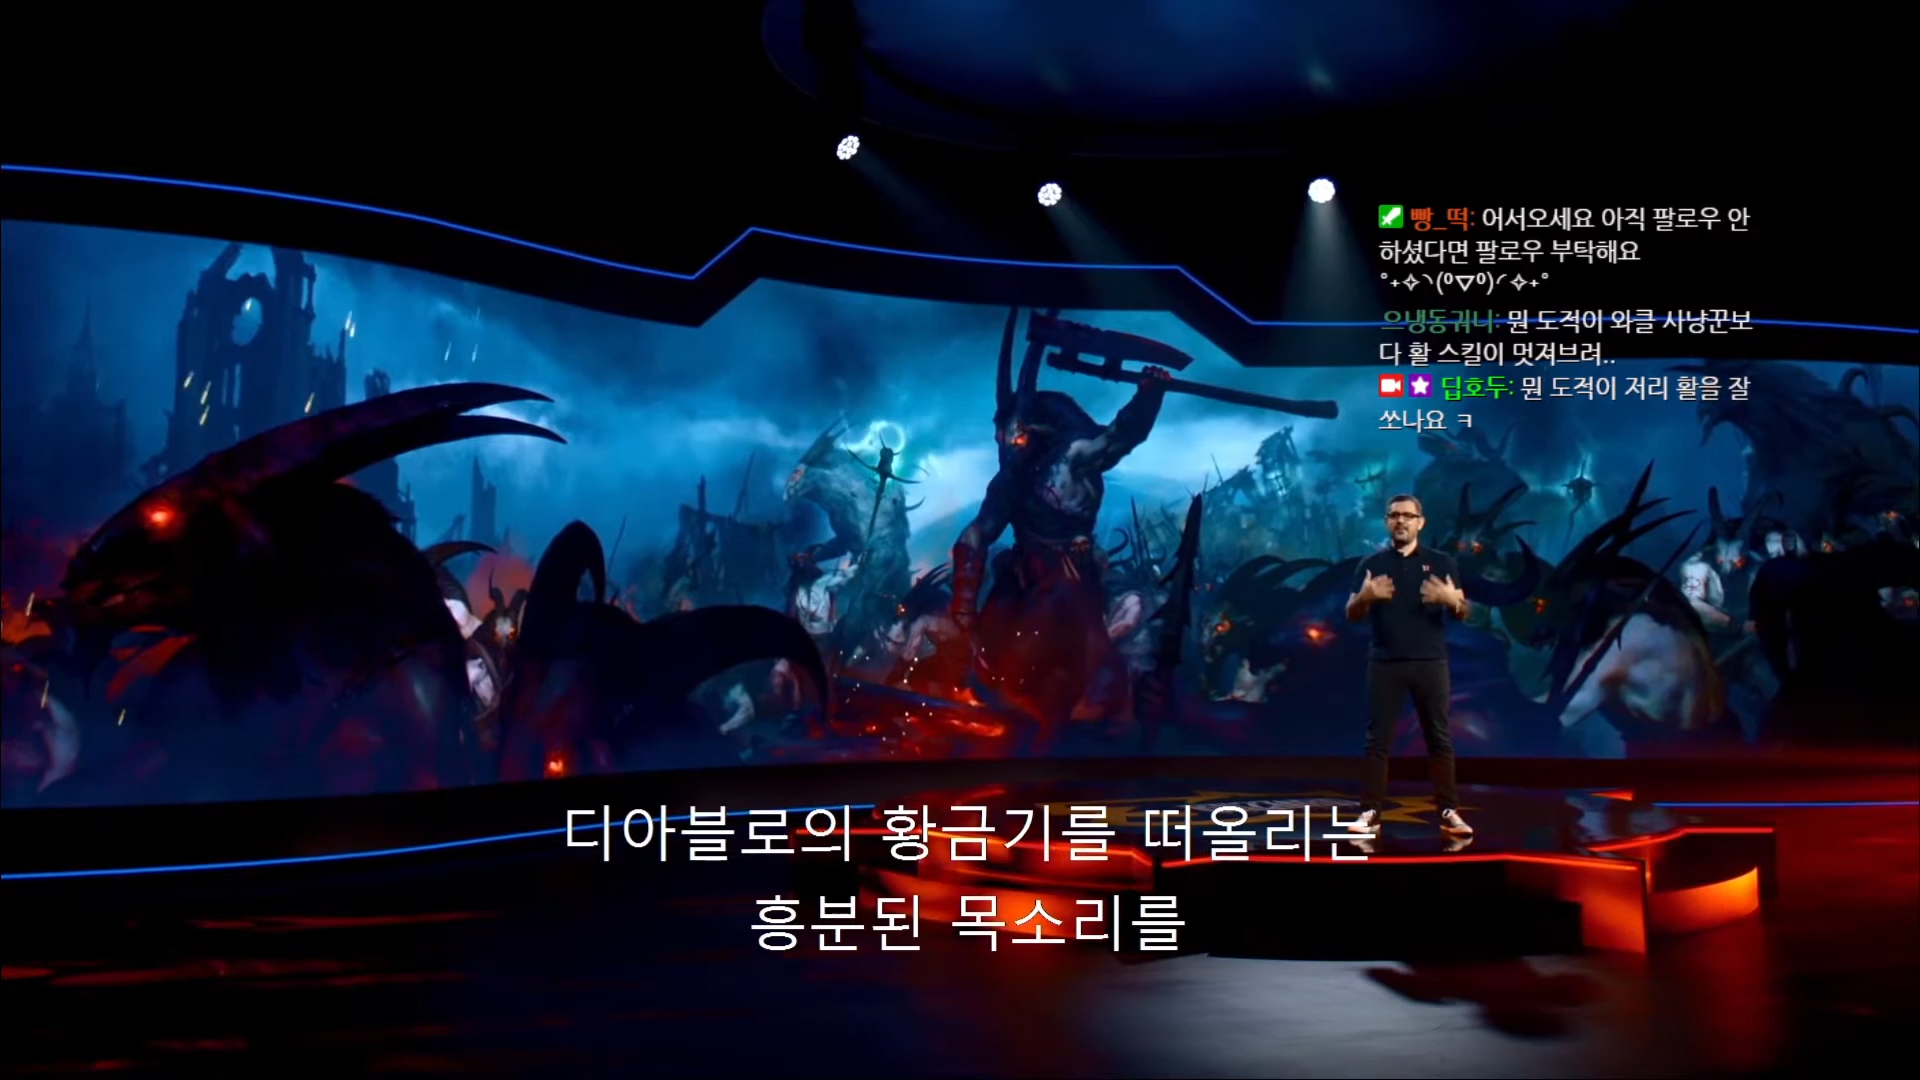 빵_떡: 어서오세요 아직 팔로우 안
하셨다면 팔로우 부탁해요
˚₊✧◝(⁰▽⁰)◜✧₊˚
으냉동궈니: 뭔 도적이 와클 사냥꾼보
다 활 스킬이 멋져브려..
딥호두: 뭔 도적이 저리 활을 잘
쏘나요 ㅋ
디아블로의 황금기를 떠올리는
흥분된 목소리를